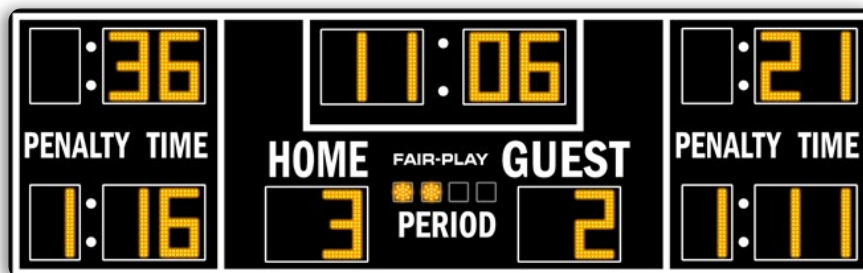 :36 11:06 :21
PENALTY TIME HOME FAIR-PLAY GUEST PENALTY TIME
1:16 3 PERIOD 2 1:11